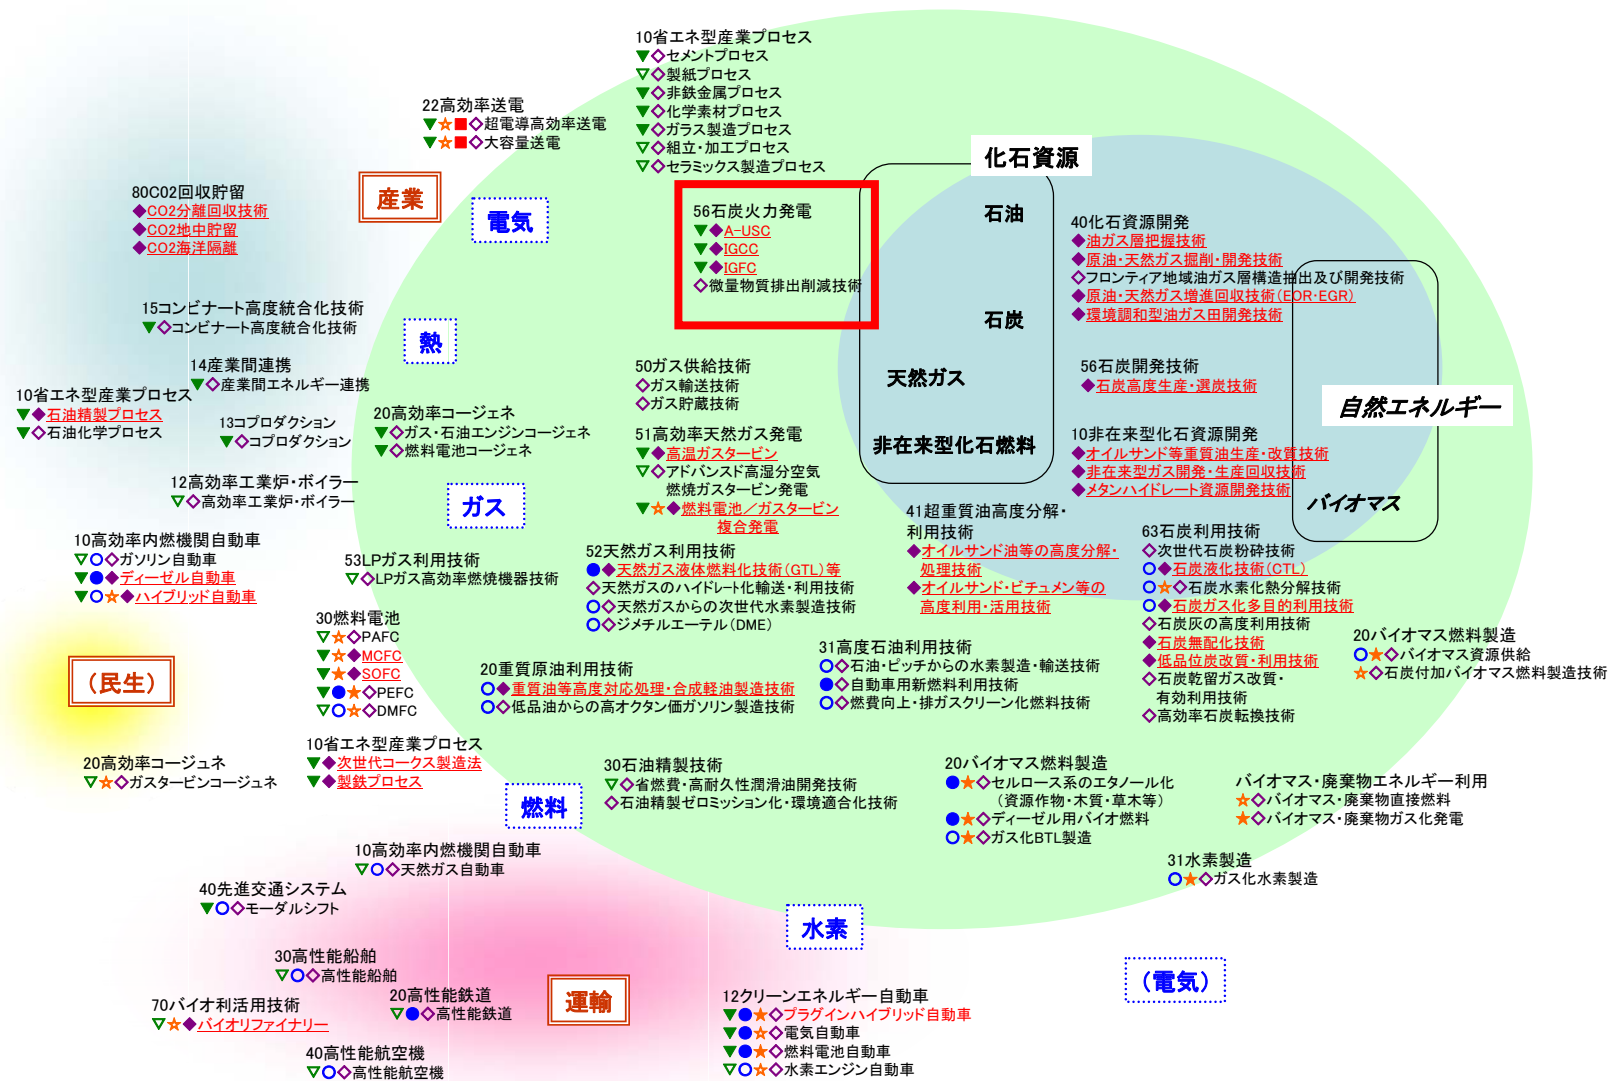 10省エネ型産業プロセス
▼◇セメントプロセス
▽◇製紙プロセス
▼◇非鉄金属プロセス
▼◇化学素材プロセス
▼◇ガラス製造プロセス
▽◇組立・加工プロセス
▽◇セラミックス製造プロセス
22高効率送電
▼☆■◇超電導高効率送電
▼☆■◇大容量送電
化石資源
石油
石炭
天然ガス
非在来型化石燃料
80CO2回収貯留
◆CO2分離回収技術
◆CO2地中貯留
◆CO2海洋隔離
産業
電気
56石炭火力発電
▼◆A-USC
▼◆IGCC
▼◆IGFC
◇微量物質排出削減技術
40化石資源開発
◆油ガス層把握技術
◆原油・天然ガス掘削・開発技術
◇フロンティア地域油ガス層構造抽出及び開発技術
◆原油・天然ガス増進回収技術(EOR・EGR)
◆環境調和型油ガス田開発技術
15コンビナート高度統合化技術
▼◇コンビナート高度統合化技術
熱
14産業間連携
▼◇産業間エネルギー連携
50ガス供給技術
◇ガス輸送技術
◇ガス貯蔵技術
56石炭開発技術
◆石炭高度生産・選炭技術
自然エネルギー
バイオマス
10省エネ型産業プロセス
▼◆石油精製プロセス
▼◇石油化学プロセス
13コプロダクション
▼◇コプロダクション
20高効率コージェネ
▼◇ガス・石油エンジンコージェネ
▼◇燃料電池コージェネ
51高効率天然ガス発電
▼◆高温ガスタービン
▽◇アドバンスド高湿分空気
燃焼ガスタービン発電
▼☆◆燃料電池／ガスタービン
複合発電
10非在来型化石資源開発
◆オイルサンド等重質油生産・改質技術
◆非在来型ガス開発・生産回収技術
◆メタンハイドレート資源開発技術
12高効率工業炉・ボイラー
▽◇高効率工業炉・ボイラー
ガス
41超重質油高度分解・
利用技術
◆オイルサンド油等の高度分解・
処理技術
◆オイルサンド・ビチュメン等の
高度利用・活用技術
10高効率内燃機関自動車
▽○◇ガソリン自動車
▼●◆ディーゼル自動車
▼○☆◆ハイブリッド自動車
53LPガス利用技術
▽◇LPガス高効率燃焼機器技術
52天然ガス利用技術
●◆天然ガス液体燃料化技術(GTL)等
◇天然ガスのハイドレート化輸送・利用技術
○◇天然ガスからの次世代水素製造技術
○◇ジメチルエーテル(DME)
63石炭利用技術
◇次世代石炭粉砕技術
○◆石炭液化技術(CTL)
○☆◇石炭水素化熱分解技術
○◆石炭ガス化多目的利用技術
◇石炭灰の高度利用技術
◆石炭無配化技術
◆低品位炭改質・利用技術
◇石炭乾留ガス改質・
有効利用技術
◇高効率石炭転換技術
20バイオマス燃料製造
○★◇バイオマス資源供給
☆◇石炭付加バイオマス燃料製造技術
30燃料電池
▽☆◇PAFC
▼☆◆MCFC
▼★◆SOFC
▼●★◇PEFC
▽○☆◇DMFC
（民生）
20重質原油利用技術
○◆重質油等高度対応処理・合成軽油製造技術
○◇低品油からの高オクタン価ガソリン製造技術
31高度石油利用技術
○◇石油・ピッチからの水素製造・輸送技術
●◇自動車用新燃料利用技術
○◇燃費向上・排ガスクリーン化燃料技術
20高効率コージュネ
▽☆◇ガスタービンコージュネ
10省エネ型産業プロセス
▼◆次世代コークス製造法
▼◆製鉄プロセス
燃料
30石油精製技術
▽◇省燃費・高耐久性潤滑油開発技術
◇石油精製ゼロミッション化・環境適合化技術
20バイオマス燃料製造
●★◇セルロース系のエタノール化
（資源作物・木質・草木等）
●★◇ディーゼル用バイオ燃料
○★◇ガス化BTL製造
バイオマス・廃棄物エネルギー利用
☆◇バイオマス・廃棄物直接燃料
★◇バイオマス・廃棄物ガス化発電
10高効率内燃機関自動車
▽○◇天然ガス自動車
31水素製造
○★◇ガス化水素製造
40先進交通システム
▼○◇モーダルシフト
水素
30高性能船舶
▽○◇高性能船舶
（電気）
70バイオ利活用技術
▽☆◆バイオリファイナリー
20高性能鉄道
▽●◇高性能鉄道
運輸
12クリーンエネルギー自動車
▼●★◇プラグインハイブリッド自動車
▼●☆◇電気自動車
▼●★◇燃料電池自動車
▽○☆◇水素エンジン自動車
40高性能航空機
▽○◇高性能航空機